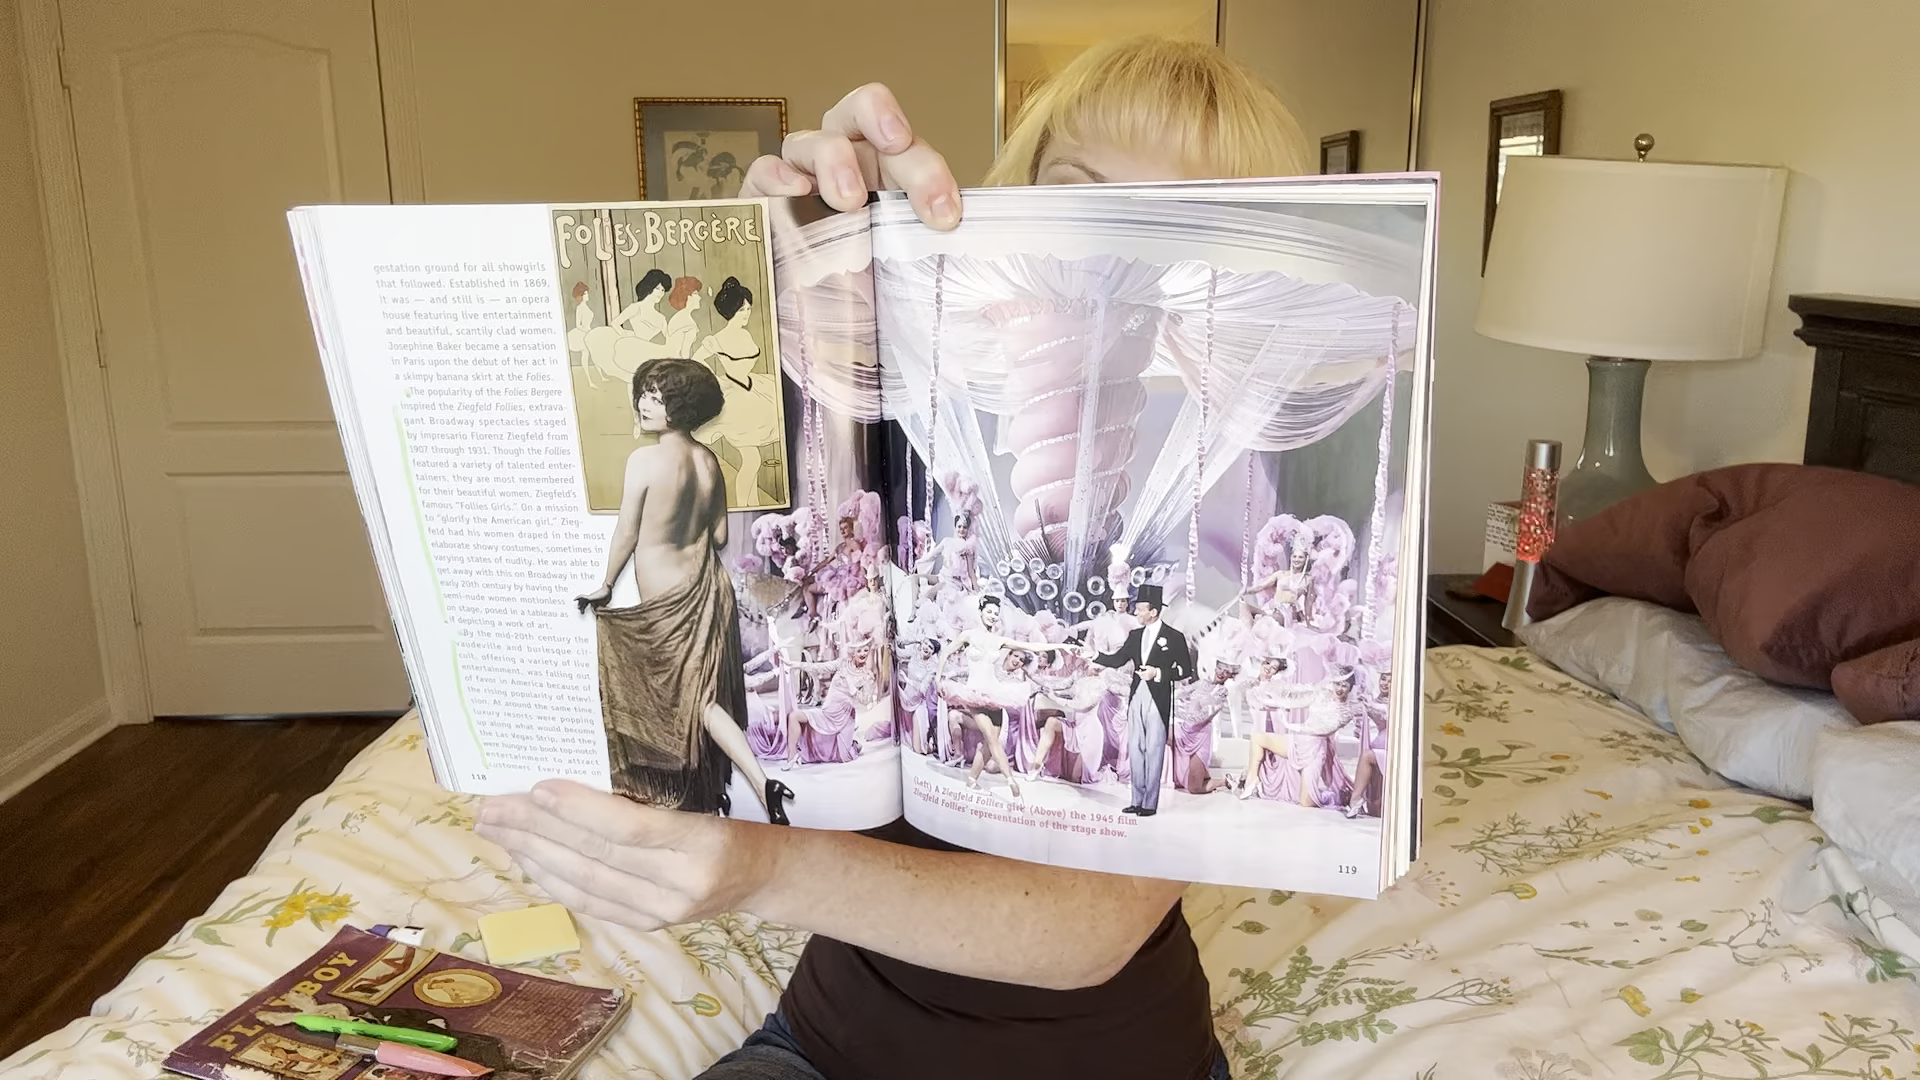 gestation ground for all showgirls
that followed. Established in 1869,
it was — and still is — an opera
house featuring live entertainment
and beautiful, scantily clad women.
Josephine Baker became a sensation
in Paris upon the debut of her act in
a skimpy banana skirt at the Folies.
The popularity of the Folies Bergere
inspired the Ziegfeld Follies, extrava-
gant Broadway spectacles staged
by impresario Florenz Ziegfeld from
1907 through 1931. Though the Follies
featured a variety of talented enter-
tainers, they are most remembered
for their beautiful women, Ziegfeld's
famous "Follies Girls." On a mission
to "glorify the American girl," Zieg-
feld had his women draped in the most
elaborate showy costumes, sometimes in
varying states of nudity. He was able to
get away with this on Broadway in the
early 20th century by having the
semi-nude women motionless
on stage, posed in a tableau as
if depicting a work of art.
By the mid-20th century the
vaudeville and burlesque cir-
cuit, offering a variety of live
entertainment, was falling out
of favor in America because of
the rising popularity of televi-
sion. At around the same time,
luxury resorts were popping
up along what would become
the Las Vegas Strip, and they
were hungry to book top-notch
entertainment to attract
customers. Every place on
118
FOLIES-BERGÈRE
(Left) A Ziegfeld Follies girl (Above) the 1945 film
Ziegfeld Follies' representation of the stage show.
119
PLAYBOY